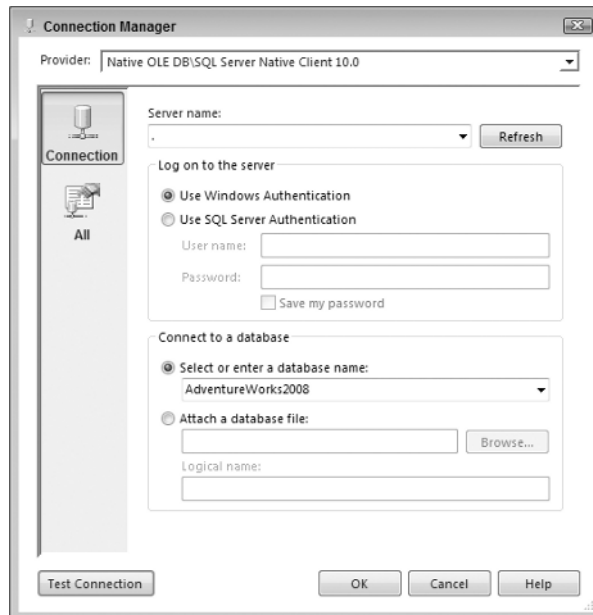 Connection Manager
Provider: Native OLE DB\SQL Server Native Client 10.0
Connection
All
Server name:
.
Refresh
Log on to the server
Use Windows Authentication
Use SQL Server Authentication
User name:
Password:
Save my password
Connect to a database
Select or enter a database name:
AdventureWorks2008
Attach a database file:
Browse...
Logical name:
Test Connection OK Cancel Help